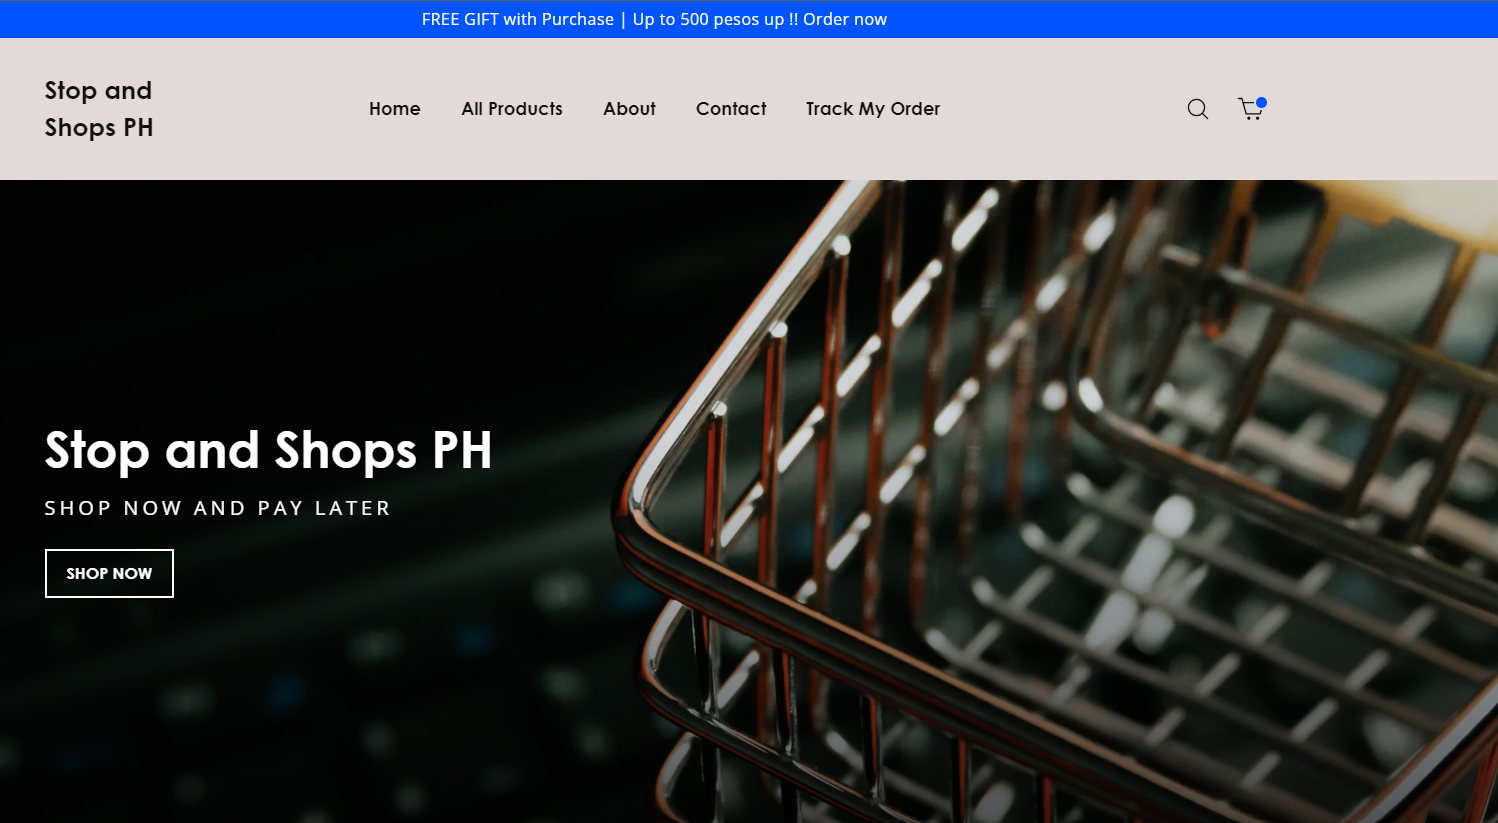 FREE GIFT with Purchase | Up to 500 pesos up !! Order now
Stop and
Shops PH
Home
All Products
About
Contact
Track My Order
Stop and Shops PH
SHOP NOW AND PAY LATER
SHOP NOW